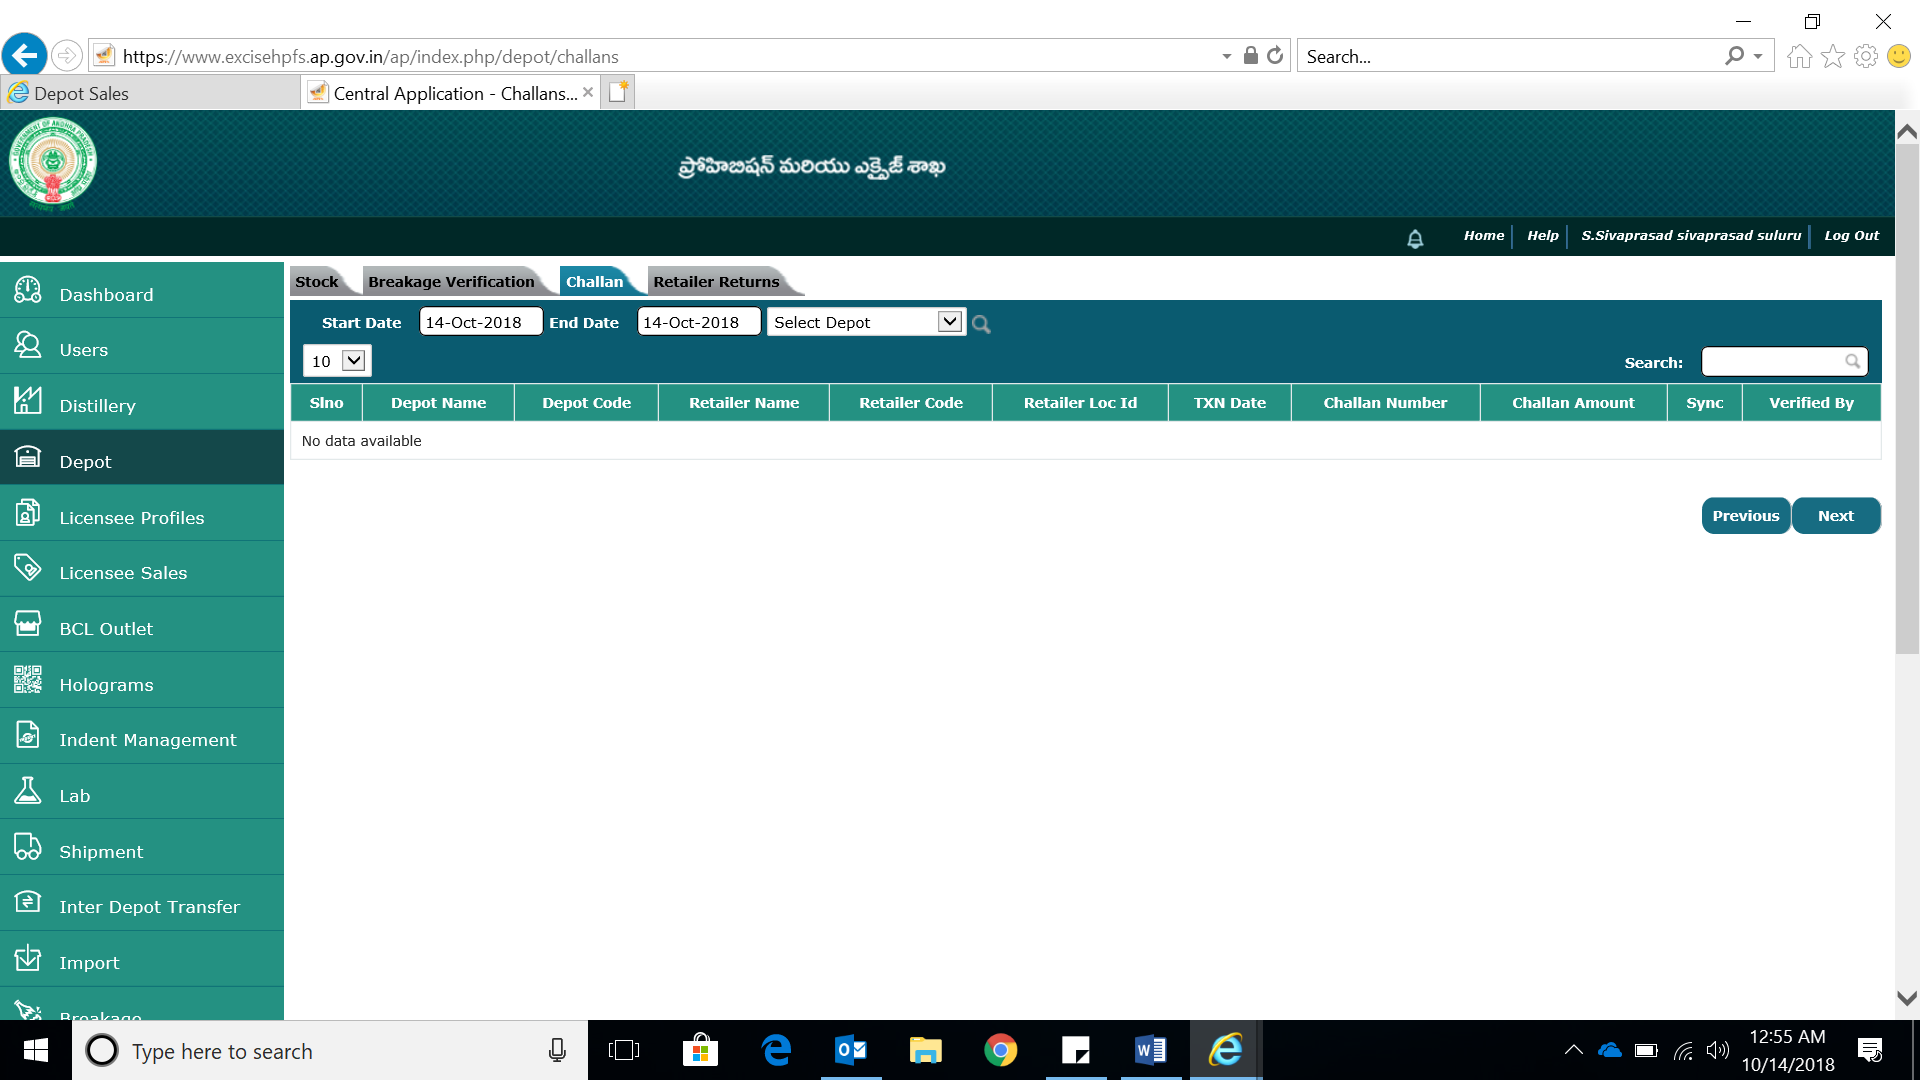 https://www.excisehpfs.ap.gov.in/ap/index.php/depot/challans
Search...
Depot Sales
Central Application - Challans...
GOVERNMENT OF ANDHRA PRADESH
ప్రోహిబిషన్ మరియు ఎక్సైజ్ శాఖ
Home Help S.Sivaprasad sivaprasad suluru Log Out
Dashboard
Users
Distillery
Depot
Licensee Profiles
Licensee Sales
BCL Outlet
Holograms
Indent Management
Lab
Shipment
Inter Depot Transfer
Import
Breakage
Stock Breakage Verification Challan Retailer Returns
Start Date 14-Oct-2018 End Date 14-Oct-2018 Select Depot
10 Search:
Slno Depot Name Depot Code Retailer Name Retailer Code Retailer Loc Id TXN Date Challan Number Challan Amount Sync Verified By
No data available
Previous Next
Type here to search
12:55 AM
10/14/2018